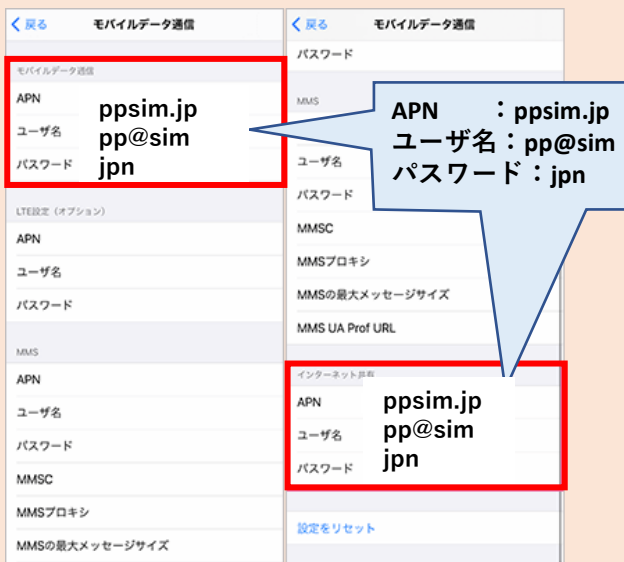 戻る モバイルデータ通信
モバイルデータ通信
APN ppsim.jp
ユーザ名 pp@sim
パスワード jpn
LTE設定（オプション）
APN
ユーザ名
パスワード
MMS
APN
ユーザ名
パスワード
MMSC
MMSプロキシ
MMSの最大メッセージサイズ
戻る モバイルデータ通信
パスワード
MMS
ユーザ名
パスワード
MMSC
MMSプロキシ
MMSの最大メッセージサイズ
MMS UA Prof URL
インターネット共有
APN ppsim.jp
ユーザ名 pp@sim
パスワード jpn
設定をリセット
APN ：ppsim.jp
ユーザ名：pp@sim
パスワード：jpn